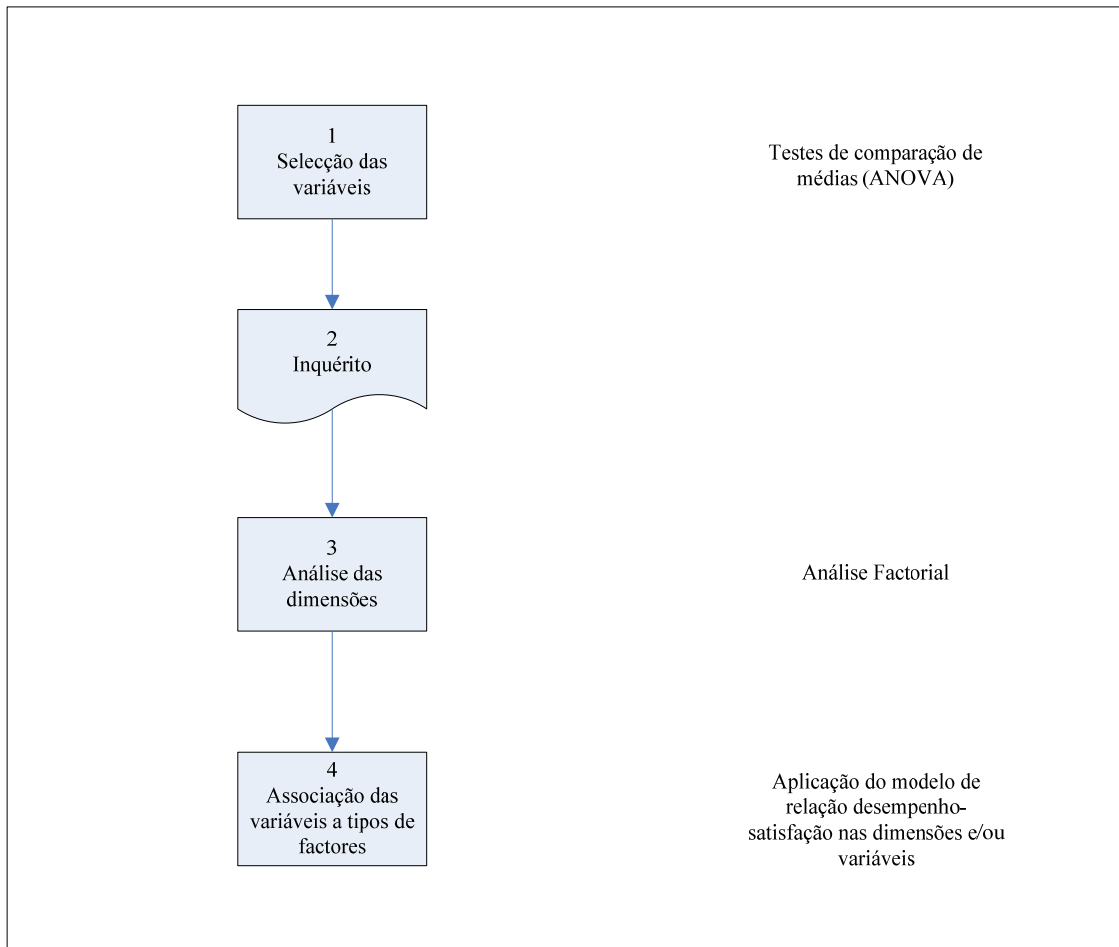 1
Selecção das
variáveis
Testes de comparação de
médias (ANOVA)
2
Inquérito
3
Análise das
dimensões
Análise Factorial
4
Associação das
variáveis a tipos de
factores
Aplicação do modelo de
relação desempenho-
satisfação nas dimensões e/ou
variáveis